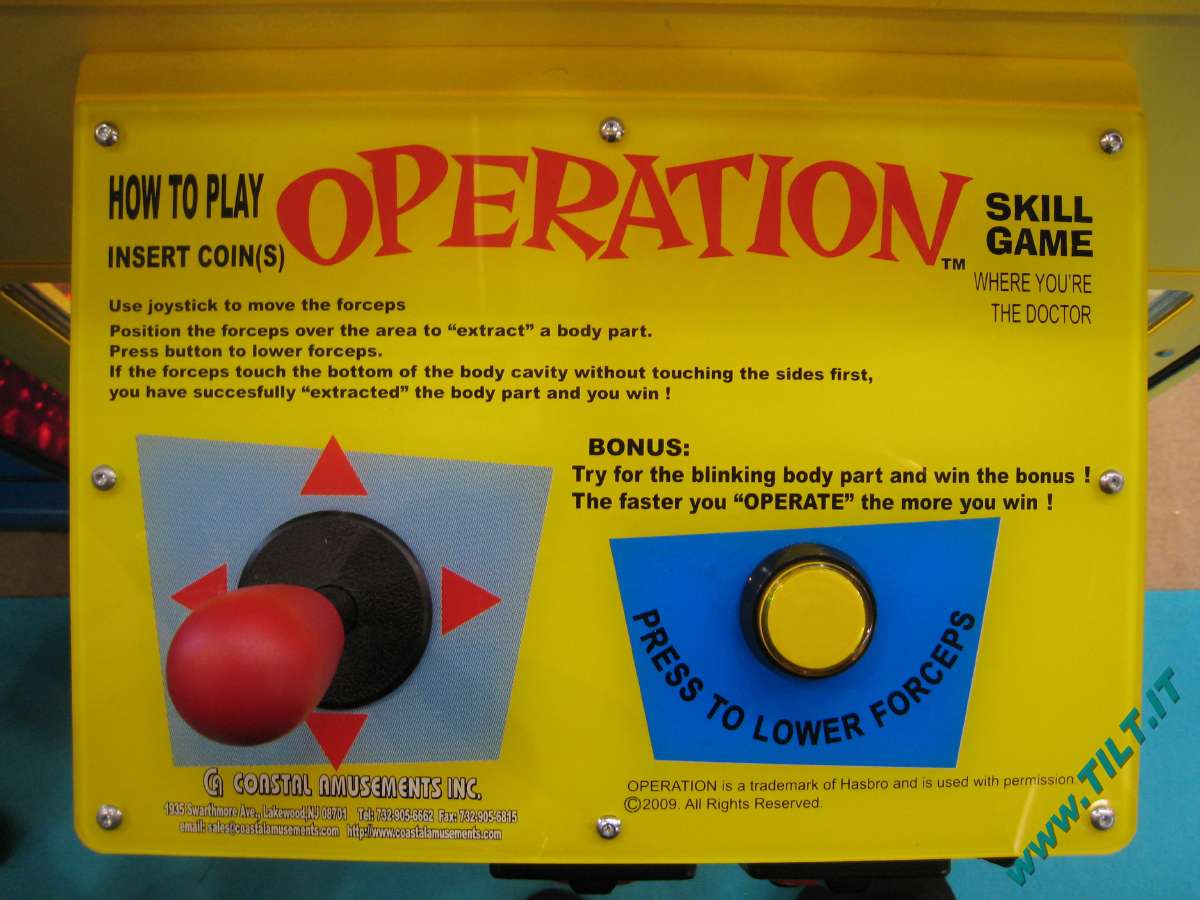 HOW TO PLAY
INSERT COIN(S)
OPERATION™
SKILL
GAME
WHERE YOU'RE
THE DOCTOR
Use joystick to move the forceps
Position the forceps over the area to “extract” a body part.
Press button to lower forceps.
If the forceps touch the bottom of the body cavity without touching the sides first,
you have succesfully “extracted” the body part and you win !
BONUS:
Try for the blinking body part and win the bonus !
The faster you “OPERATE” the more you win !
PRESS TO LOWER FORCEPS
CA COASTAL AMUSEMENTS INC.
1935 Swarthmore Ave., Lakewood,NJ 08701 Tel: 732-905-6662 Fax: 732-905-6815
email: sales@coastalamusements.com http://www.coastalamusements.com
OPERATION is a trademark of Hasbro and is used with permission.
©2009. All Rights Reserved.
www.TILT.IT